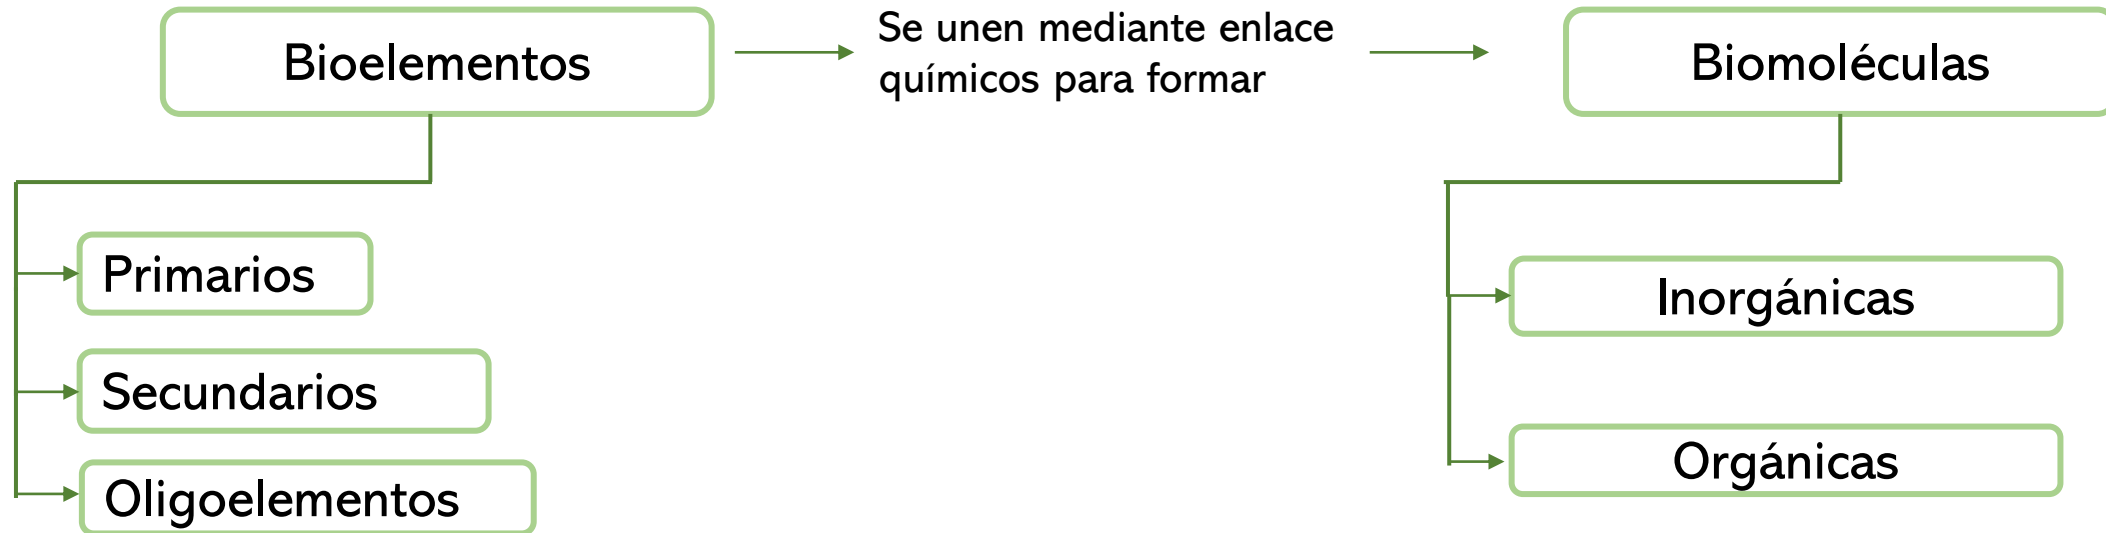 Bioelementos
Se unen mediante enlace
químicos para formar
Biomoléculas
Primarios
Secundarios
Oligoelementos
Inorgánicas
Orgánicas